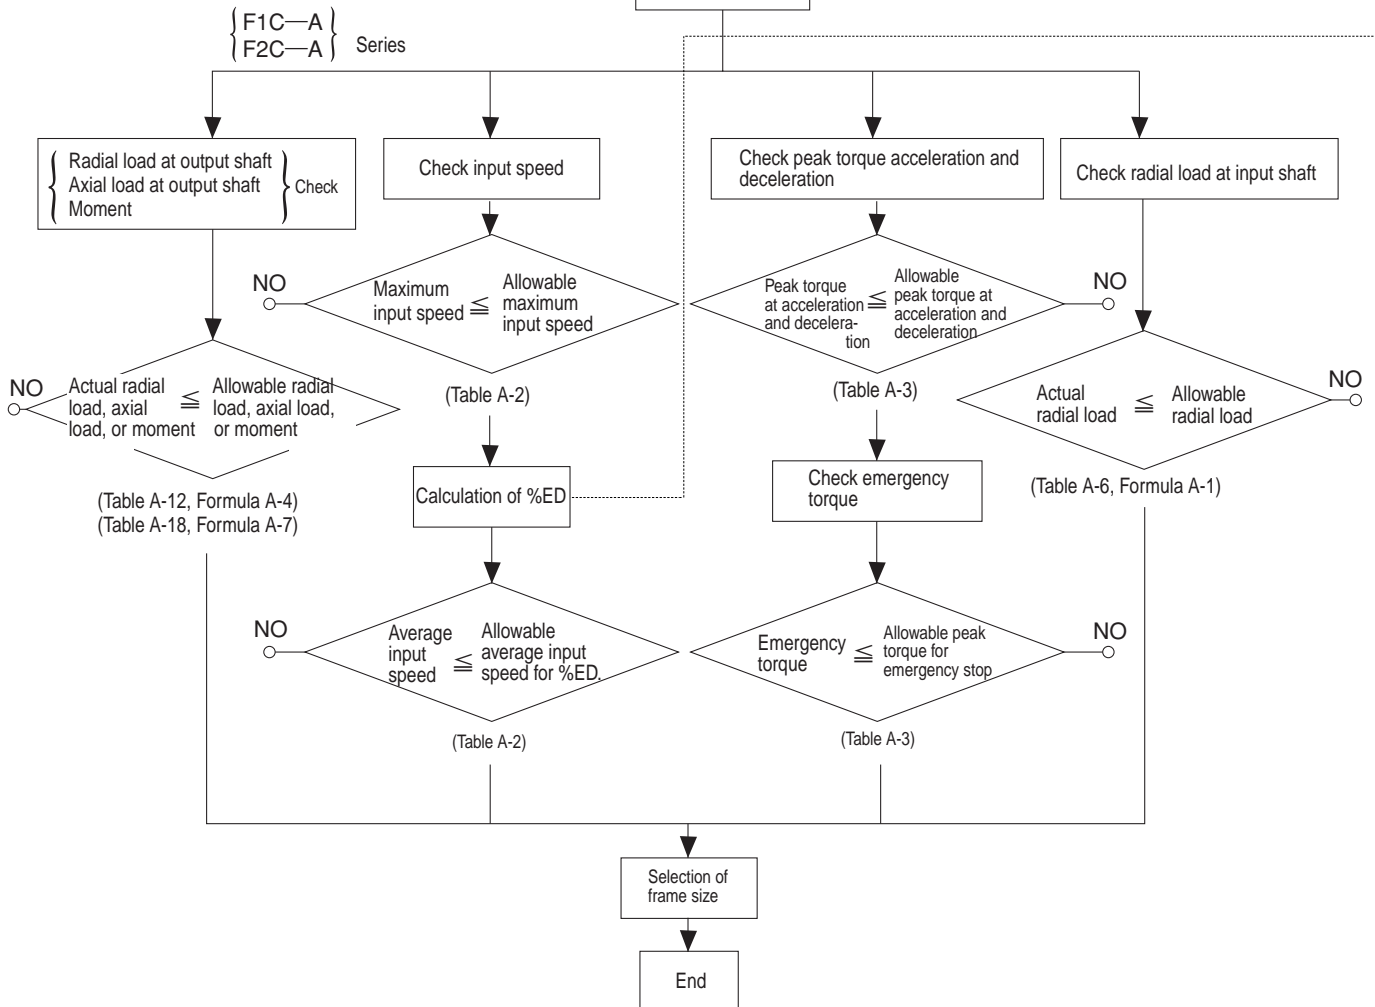 F1C—A
F2C—A
Series
Radial load at output shaft
Axial load at output shaft
Moment
Check
Check input speed
Check peak torque acceleration and
deceleration
Check radial load at input shaft
NO
Maximum
input speed
≦
Allowable
maximum
input speed
(Table A-2)
Peak torque
at acceleration
and decelera-
tion
≦
Allowable
peak torque at
acceleration and
deceleration
NO
(Table A-3)
NO
Actual radial
load, axial
load, or moment
≦
Allowable radial
load, axial load,
or moment
(Table A-12, Formula A-4)
(Table A-18, Formula A-7)
Actual
radial load
≦
Allowable
radial load
NO
(Table A-6, Formula A-1)
Calculation of %ED
Check emergency
torque
NO
Average
input
speed
≦
Allowable
average input
speed for %ED.
(Table A-2)
Emergency
torque
≦
Allowable peak
torque for
emergency stop
NO
(Table A-3)
Selection of
frame size
End